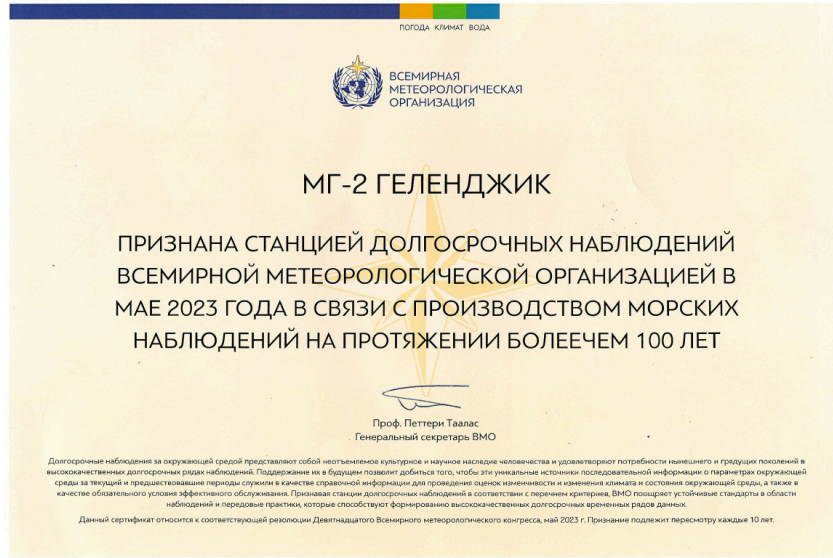 ПОГОДА КЛИМАТ ВОДА
ВСЕМИРНАЯ
МЕТЕОРОЛОГИЧЕСКАЯ
ОРГАНИЗАЦИЯ
МГ-2 ГЕЛЕНДЖИК
ПРИЗНАНА СТАНЦИЕЙ ДОЛГОСРОЧНЫХ НАБЛЮДЕНИЙ
ВСЕМИРНОЙ МЕТЕОРОЛОГИЧЕСКОЙ ОРГАНИЗАЦИЕЙ В
МАЕ 2023 ГОДА В СВЯЗИ С ПРОИЗВОДСТВОМ МОРСКИХ
НАБЛЮДЕНИЙ НА ПРОТЯЖЕНИИ БОЛЕЕЧЕМ 100 ЛЕТ
Проф. Петтери Таалас
Генеральный секретарь ВМО
Долгосрочные наблюдения за окружающей средой представляют собой неотъемлемое культурное и научное наследие человечества и удовлетворяют потребности нынешнего и грядущих поколений в
высококачественных долгосрочных рядах наблюдений. Поддержание их в будущем позволит добиться того, чтобы эти уникальные источники последовательной информации о параметрах окружающей
среды за текущий и предшествовавшие периоды служили в качестве справочной информации для проведения оценок изменчивости и изменения климата и состояния окружающей среды, а также в
качестве обязательного условия эффективного обслуживания. Признавая станции долгосрочных наблюдений в соответствии с перечнем критериев, ВМО поощряет устойчивые стандарты в области
наблюдений и передовые практики, которые способствуют формированию высококачественных долгосрочных временных рядов данных.
Данный сертификат относится к соответствующей резолюции Девятнадцатого Всемирного метеорологического конгресса, май 2023 г. Признание подлежит пересмотру каждые 10 лет.